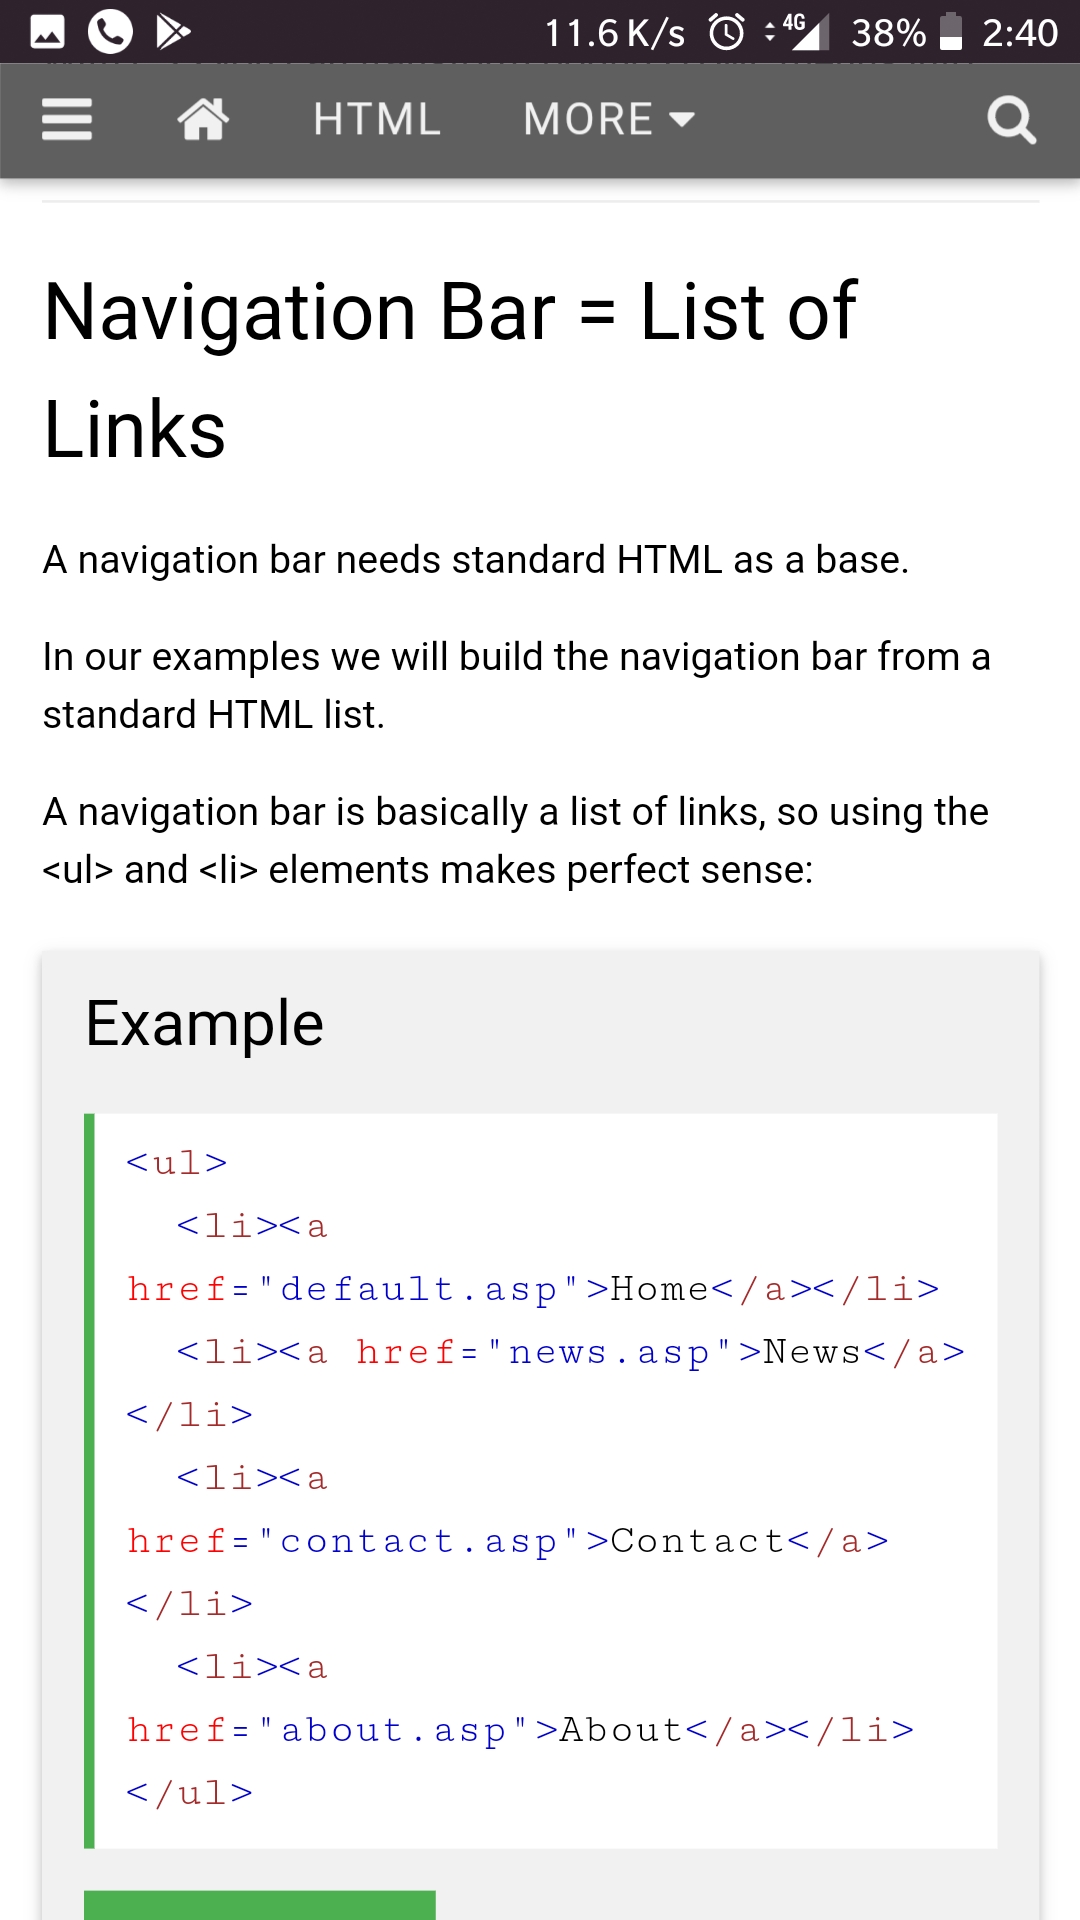 11.6 K/s 4G 38% 2:40
HTML MORE
Navigation Bar = List of
Links
A navigation bar needs standard HTML as a base.
In our examples we will build the navigation bar from a
standard HTML list.
A navigation bar is basically a list of links, so using the
<ul> and <li> elements makes perfect sense:
Example
<ul>
  <li><a
href="default.asp">Home</a></li>
  <li><a href="news.asp">News</a>
</li>
  <li><a
href="contact.asp">Contact</a>
</li>
  <li><a
href="about.asp">About</a></li>
</ul>